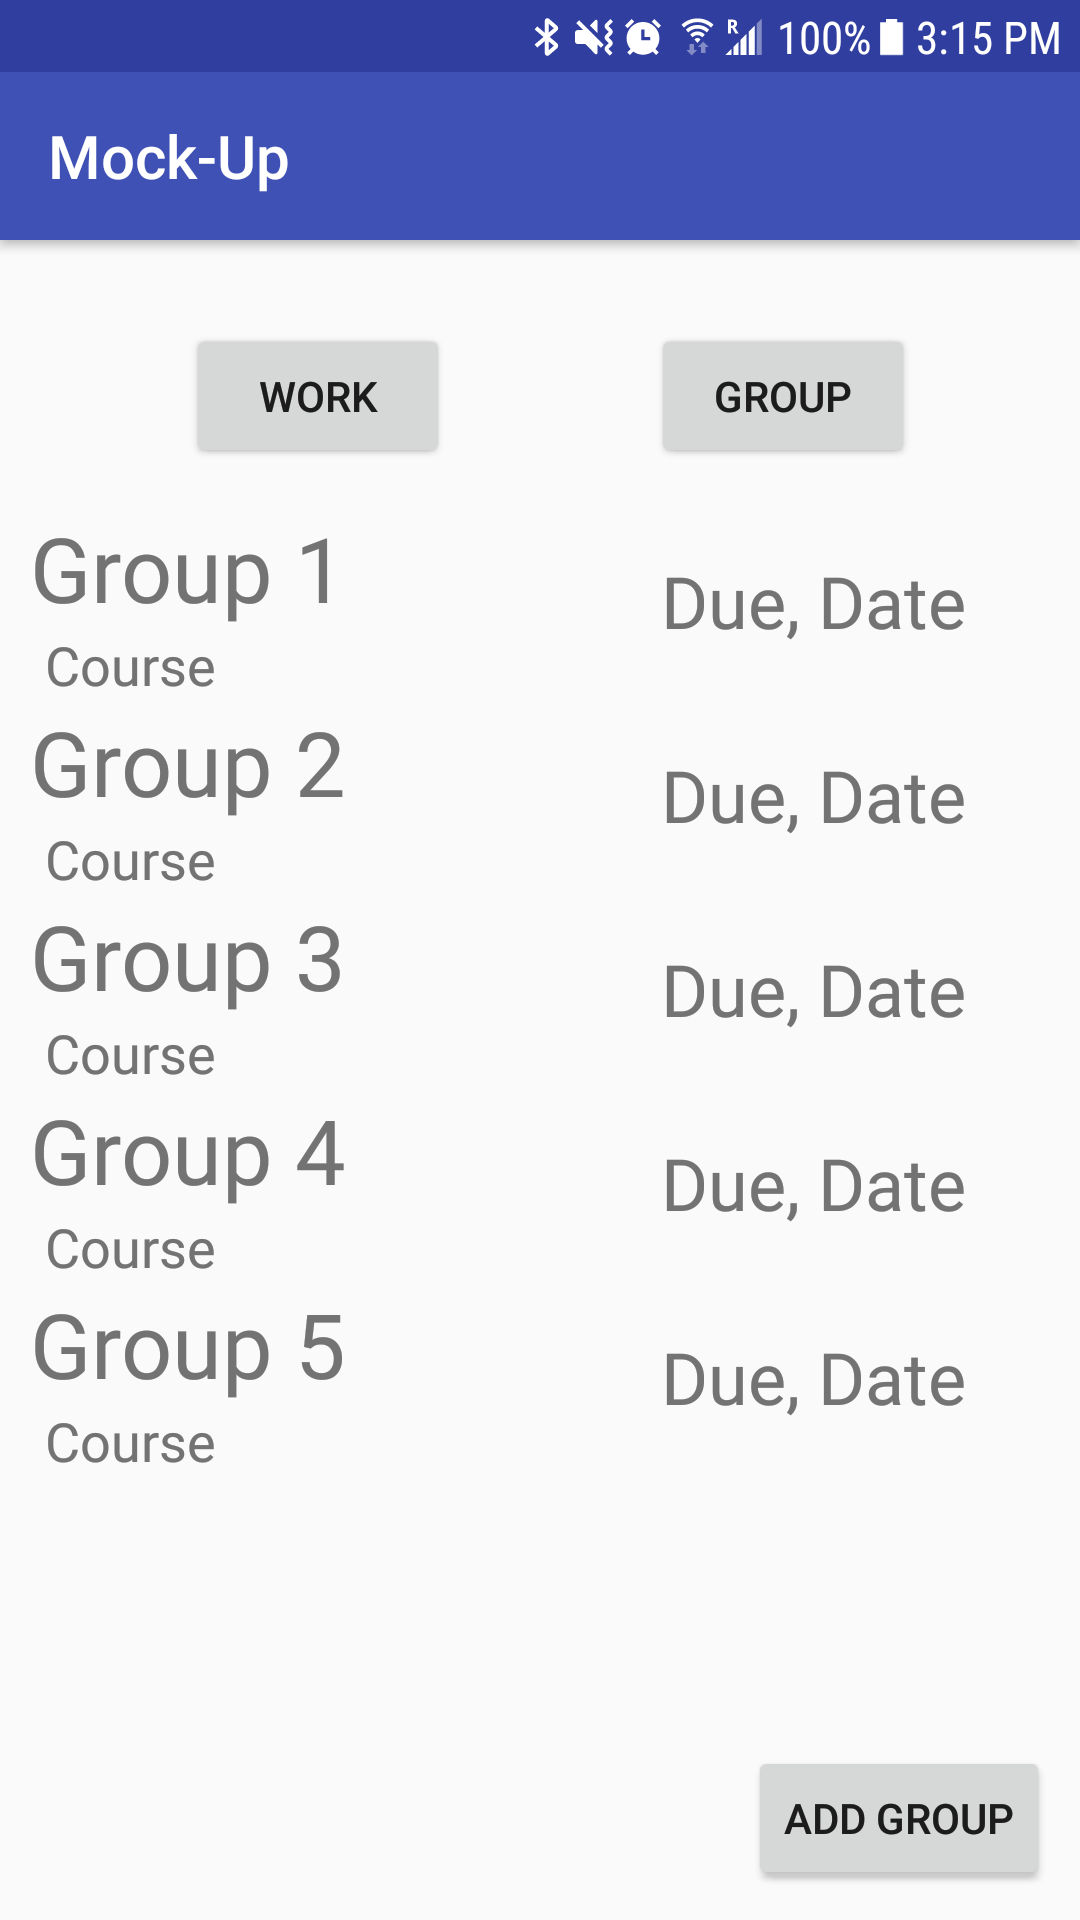 R 100% 3:15 PM
Mock-Up
WORK GROUP
Group 1
Due, Date
Course
Group 2
Due, Date
Course
Group 3
Due, Date
Course
Group 4
Due, Date
Course
Group 5
Due, Date
Course
ADD GROUP